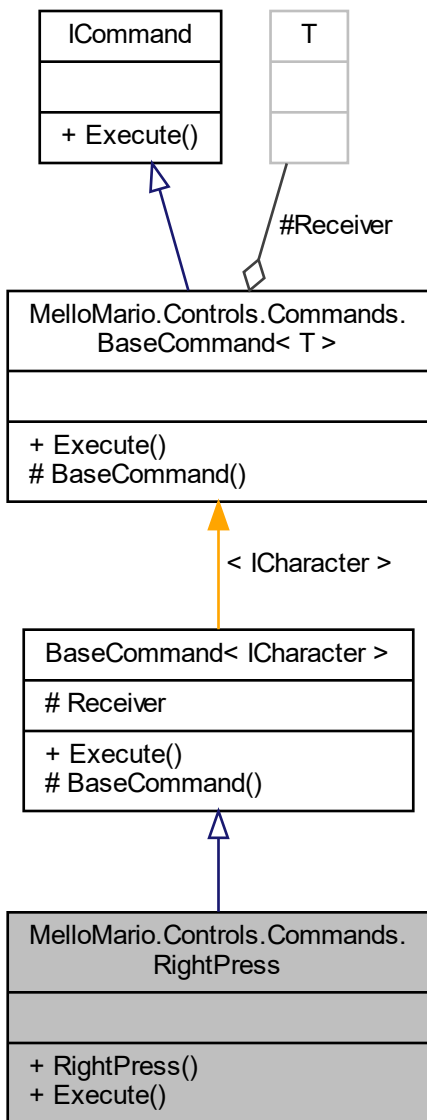 ICommand
+ Execute()
T
#Receiver
MelloMario.Controls.Commands.
BaseCommand< T >
+ Execute()
# BaseCommand()
< ICharacter >
BaseCommand< ICharacter >
# Receiver
+ Execute()
# BaseCommand()
MelloMario.Controls.Commands.
RightPress
+ RightPress()
+ Execute()